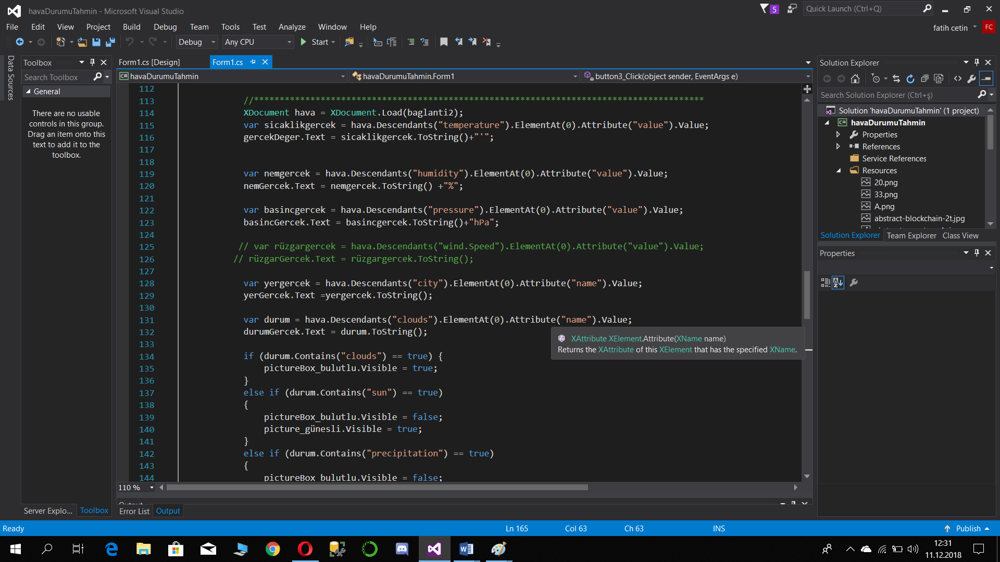 havaDurumuTahmin - Microsoft Visual Studio
5
Quick Launch (Ctrl+Q)
File Edit View Project Build Debug Team Tools Test Analyze Window Help
fatih cetin FC
Debug Any CPU Start
Data Sources
Toolbox
Search Toolbox
General
There are no usable
controls in this group.
Drag an item onto this
text to add it to the
toolbox.
Server Explo... Toolbox
Form1.cs [Design] Form1.cs
havaDurumuTahmin havaDurumuTahmin.Form1 button3_Click(object sender, EventArgs e)
112
113 //****************************************************************************************
114 XDocument hava = XDocument.Load(baglanti2);
115 var sicaklikgercek = hava.Descendants("temperature").ElementAt(0).Attribute("value").Value;
116 gercekDeger.Text = sicaklikgercek.ToString()+"'";
117
118
119 var nemgercek = hava.Descendants("humidity").ElementAt(0).Attribute("value").Value;
120 nemGercek.Text = nemgercek.ToString() +"%";
121
122 var basincgercek = hava.Descendants("pressure").ElementAt(0).Attribute("value").Value;
123 basincGercek.Text = basincgercek.ToString()+"hPa";
124
125 // var rüzgargercek = hava.Descendants("wind.Speed").ElementAt(0).Attribute("value").Value;
126 // rüzgarGercek.Text = rüzgargercek.ToString();
127
128 var yergercek = hava.Descendants("city").ElementAt(0).Attribute("name").Value;
129 yerGercek.Text =yergercek.ToString();
130
131 var durum = hava.Descendants("clouds").ElementAt(0).Attribute("name").Value;
132 durumGercek.Text = durum.ToString();
133
134 if (durum.Contains("clouds") == true) {
135 pictureBox_bulutlu.Visible = true;
136 }
137 else if (durum.Contains("sun") == true)
138 {
139 pictureBox_bulutlu.Visible = false;
140 picture_günesli.Visible = true;
141 }
142 else if (durum.Contains("precipitation") == true)
143 {
144 pictureBox_bulutlu.Visible = false;
XAttribute XElement.Attribute(XName name)
Returns the XAttribute of this XElement that has the specified XName.
110 %
Output
Error List Output
Solution Explorer
Search Solution Explorer (Ctrl+ş)
Solution 'havaDurumuTahmin' (1 project)
havaDurumuTahmin
Properties
References
Service References
Resources
20.png
33.png
A.png
abstract-blockchain-2t.jpg
Solution Explorer Team Explorer Class View
Properties
Ready Ln 165 Col 63 Ch 63 INS Publish
12:31
11.12.2018